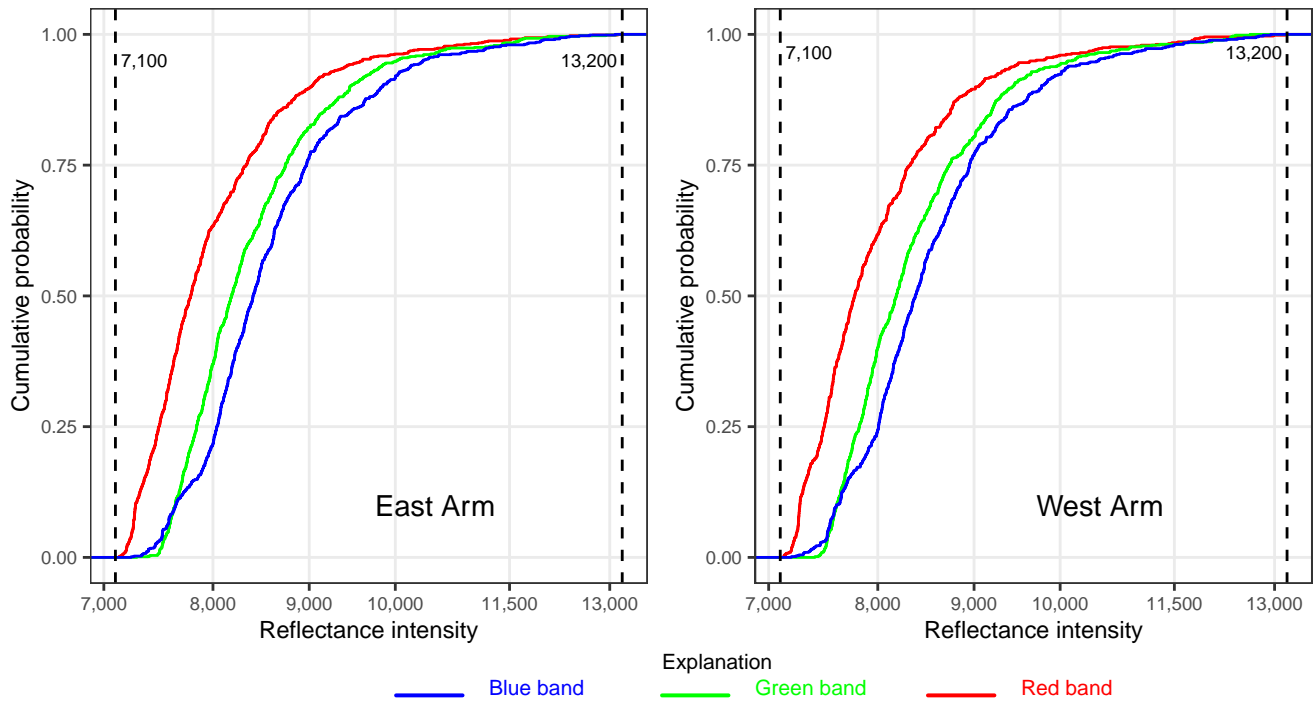 1.00
0.75
0.50
0.25
0.00
Cumulative probability
7,100
13,200
East Arm
7,000
8,000
9,000
10,000
11,500
13,000
Reflectance intensity
1.00
0.75
0.50
0.25
0.00
Cumulative probability
7,100
13,200
West Arm
7,000
8,000
9,000
10,000
11,500
13,000
Reflectance intensity
Explanation
Blue band
Green band
Red band